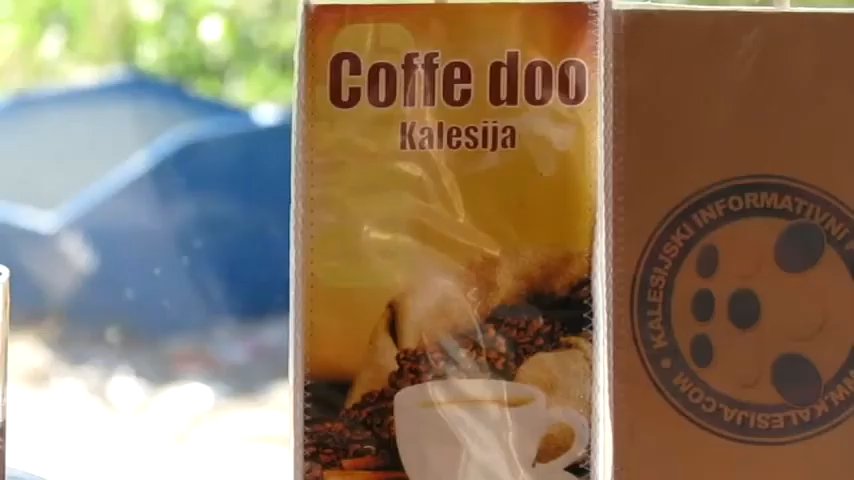 Coffe doo
Kalesija
KALESIJSKI INFORMATIVNI
WWW.KALESIJA.COM